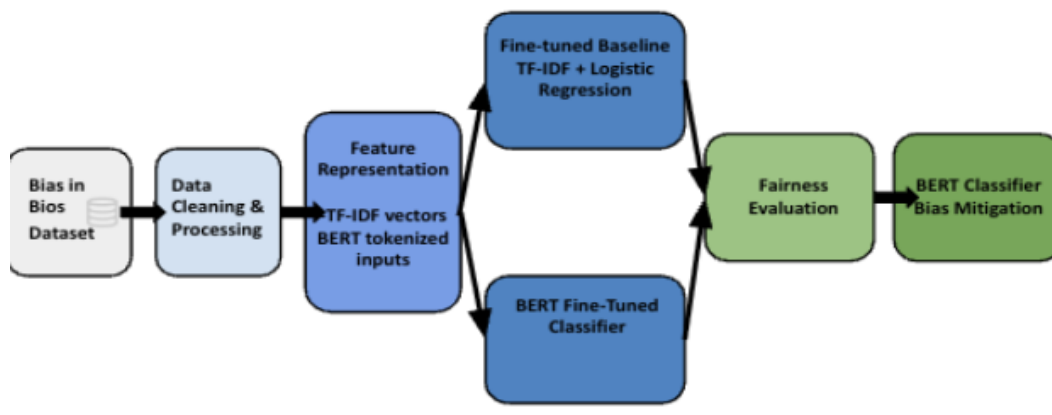 Bias in
Bios
Dataset
Data
Cleaning &
Processing
Feature
Representation
TF-IDF vectors
BERT tokenized
inputs
Fine-tuned Baseline
TF-IDF + Logistic
Regression
BERT Fine-Tuned
Classifier
Fairness
Evaluation
BERT Classifier
Bias Mitigation